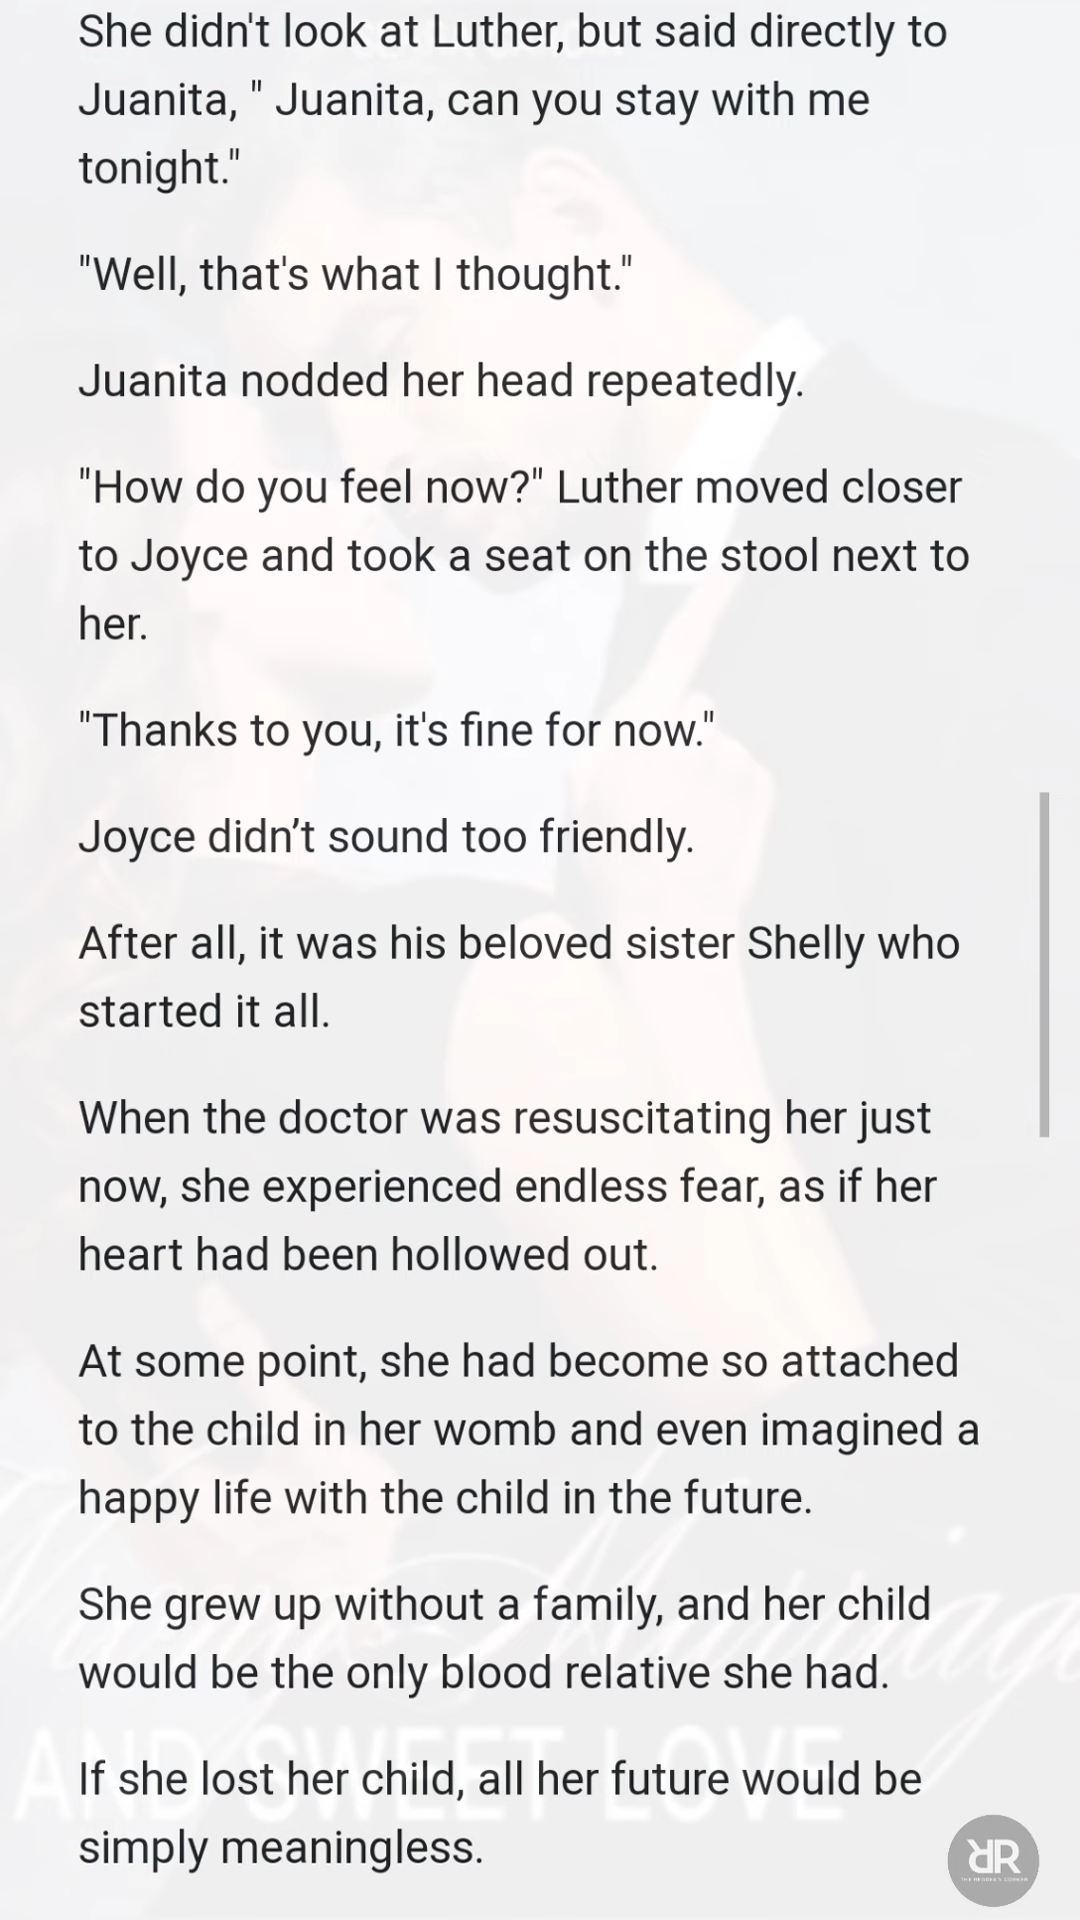 She didn't look at Luther, but said directly to
Juanita, " Juanita, can you stay with me
tonight."
"Well, that's what I thought."
Juanita nodded her head repeatedly.
"How do you feel now?" Luther moved closer
to Joyce and took a seat on the stool next to
her.
"Thanks to you, it's fine for now."
Joyce didn’t sound too friendly.
After all, it was his beloved sister Shelly who
started it all.
When the doctor was resuscitating her just
now, she experienced endless fear, as if her
heart had been hollowed out.
At some point, she had become so attached
to the child in her womb and even imagined a
happy life with the child in the future.
She grew up without a family, and her child
would be the only blood relative she had.
AND SWEET LOVE
If she lost her child, all her future would be
simply meaningless.
RR
THE READER'S CORNER